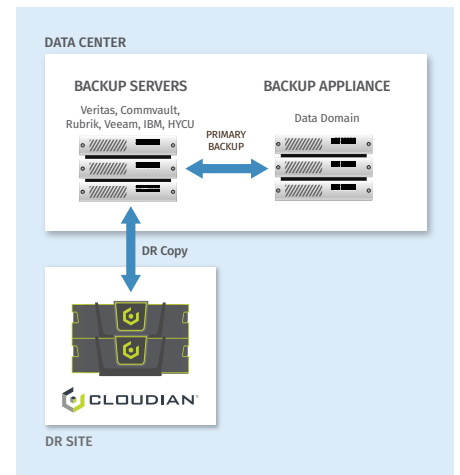 DATA CENTER
BACKUP SERVERS
Veritas, Commvault,
Rubrik, Veeam, IBM, HYCU
BACKUP APPLIANCE
Data Domain
PRIMARY
BACKUP
DR Copy
CLOUDIAN
DR SITE